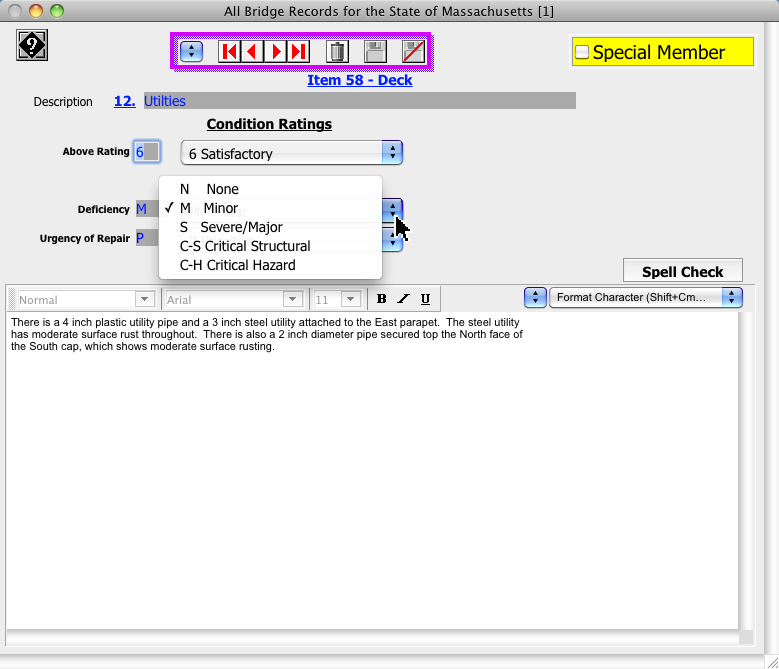 All Bridge Records for the State of Massachusetts [1]
?
Special Member
Item 58 - Deck
Description 12. Utilties
Condition Ratings
Above Rating 6 6 Satisfactory
N None
Deficiency M ✓ M Minor
S Severe/Major
Urgency of Repair P
C-S Critical Structural
C-H Critical Hazard
Spell Check
Normal Arial 11 B I U Format Character (Shift+Cm...
There is a 4 inch plastic utility pipe and a 3 inch steel utility attached to the East parapet. The steel utility
has moderate surface rust throughout. There is also a 2 inch diameter pipe secured top the North face of
the South cap, which shows moderate surface rusting.